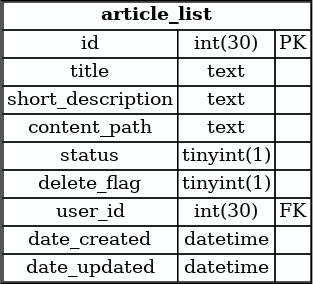 article_list
id int(30) PK
title text
short_description text
content_path text
status tinyint(1)
delete_flag tinyint(1)
user_id int(30) FK
date_created datetime
date_updated datetime